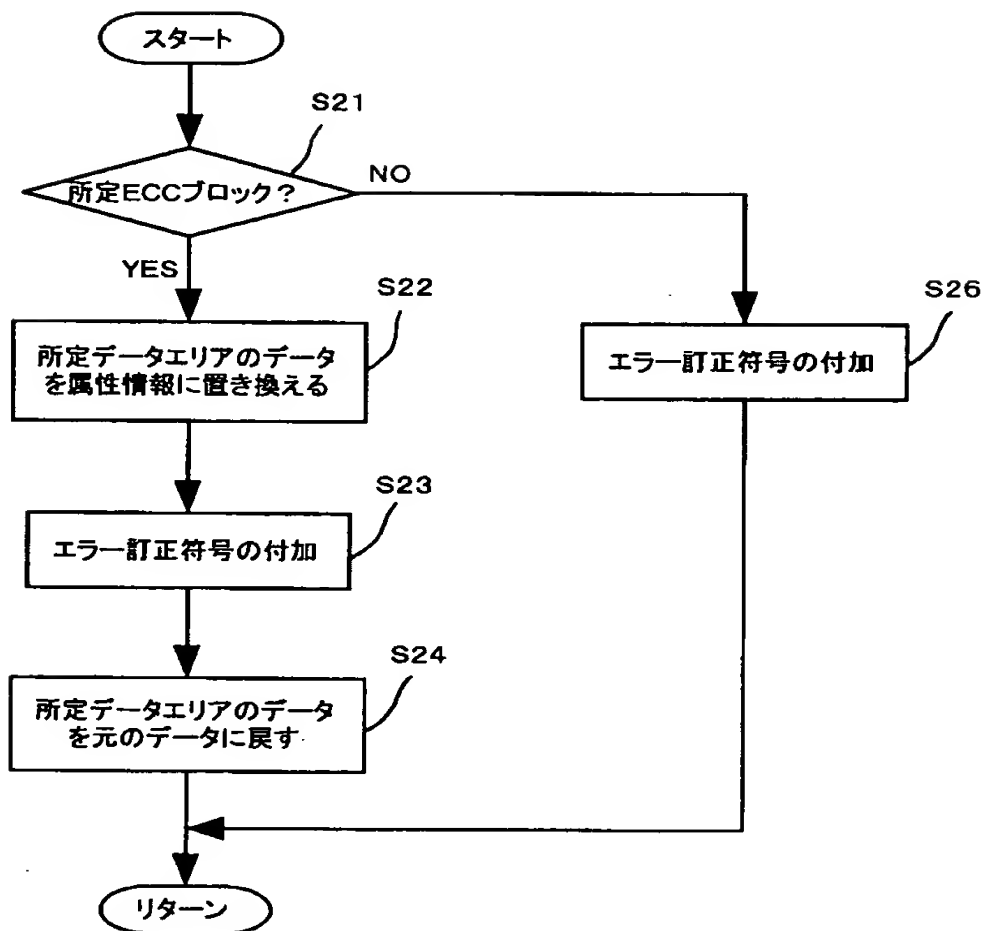 スタート
S21
所定ECCブロック？
NO
YES
S22
所定データエリアのデータ
を属性情報に置き換える
S26
エラー訂正符号の付加
S23
エラー訂正符号の付加
S24
所定データエリアのデータ
を元のデータに戻す
リターン